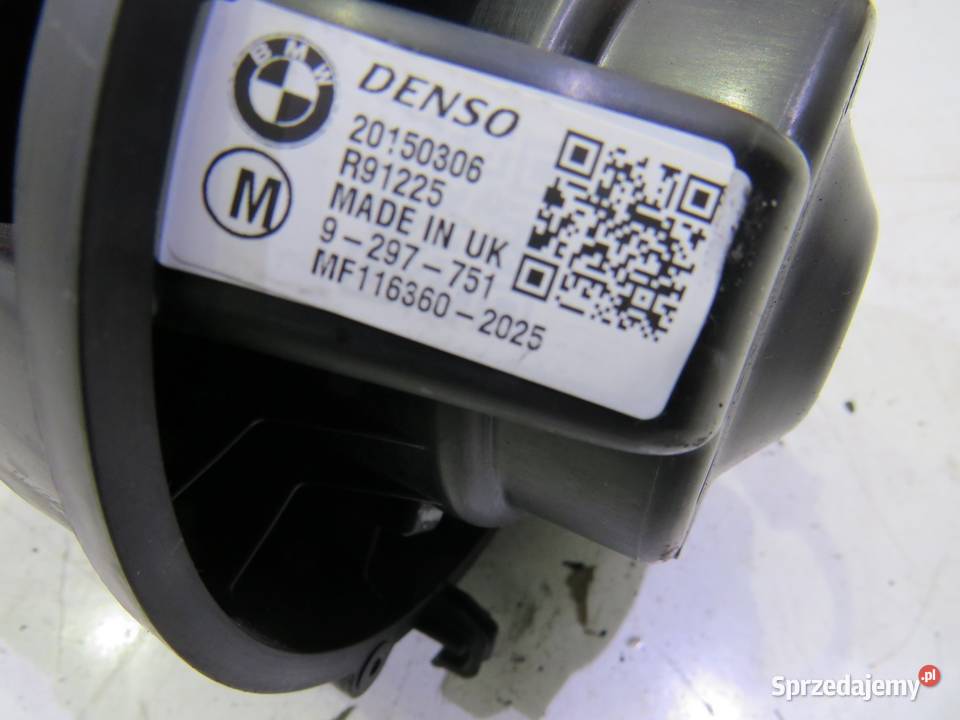 BMW
DENSO
20150306
R91225
M
MADE IN UK
9-297-751
MF116360-2025
Sprzedajemy.pl